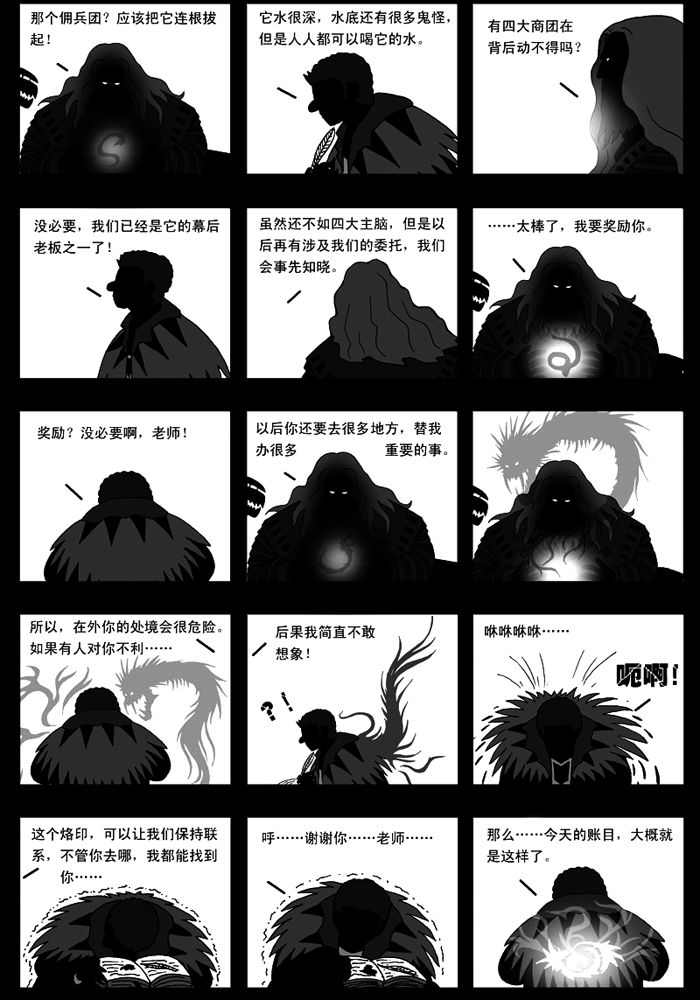 那个佣兵团？应该把它连根拔
起！
它水很深，水底还有很多鬼怪，
但是人人都可以喝它的水。
有四大商团在
背后动不得吗？
没必要，我们已经是它的幕后
老板之一了！
虽然还不如四大主脑，但是以
后再有涉及我们的委托，我们
会事先知晓。
……太棒了，我要奖励你。
奖励？没必要啊，老师！
以后你还要去很多地方，替我
办很多 重要的事。
所以，在外你的处境会很危险。
如果有人对你不利……
后果我简直不敢
想象！
？！
咻咻咻咻……
呃啊！
这个烙印，可以让我们保持联
系，不管你去哪，我都能找到
你……
呼……谢谢你……老师……
那么……今天的账目，大概就
是这样了。